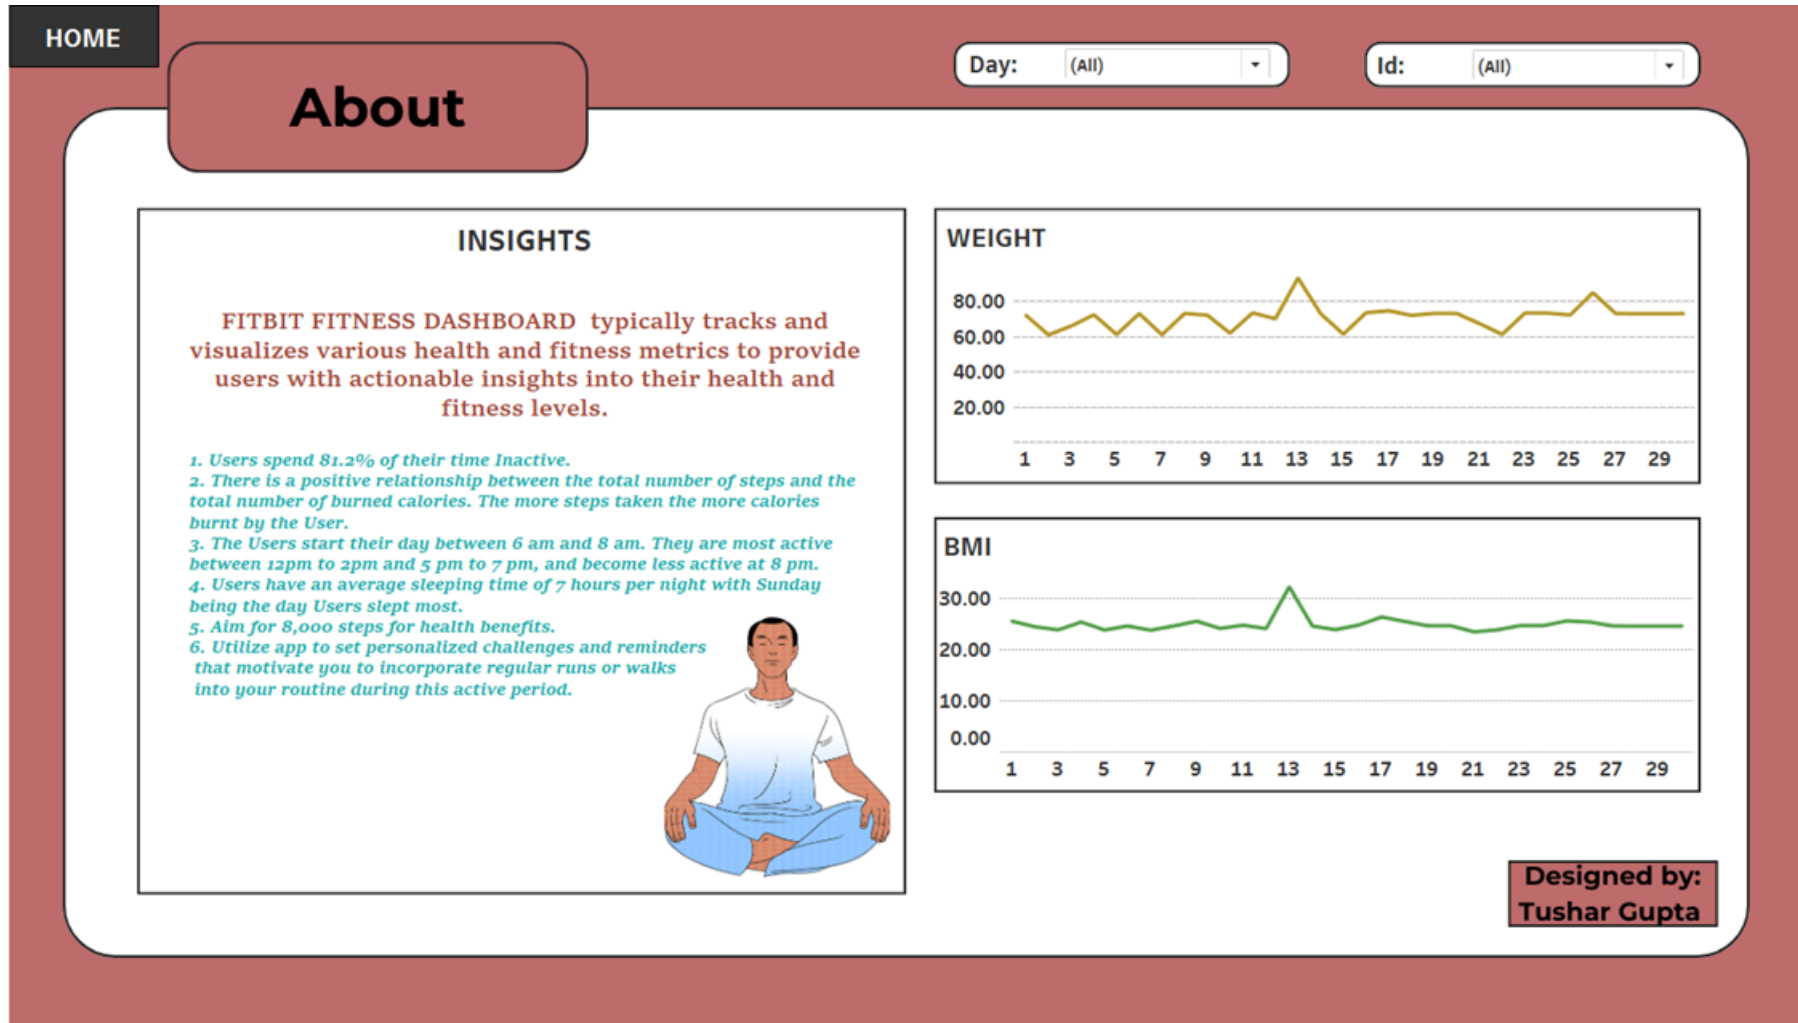 HOME
About
Day: (All)
Id: (All)
INSIGHTS
FITBIT FITNESS DASHBOARD typically tracks and
visualizes various health and fitness metrics to provide
users with actionable insights into their health and
fitness levels.
1. Users spend 81.2% of their time Inactive.
2. There is a positive relationship between the total number of steps and the
total number of burned calories. The more steps taken the more calories
burnt by the User.
3. The Users start their day between 6 am and 8 am. They are most active
between 12pm to 2pm and 5 pm to 7 pm, and become less active at 8 pm.
4. Users have an average sleeping time of 7 hours per night with Sunday
being the day Users slept most.
5. Aim for 8,000 steps for health benefits.
6. Utilize app to set personalized challenges and reminders
that motivate you to incorporate regular runs or walks
into your routine during this active period.
WEIGHT
80.00
60.00
40.00
20.00
1 3 5 7 9 11 13 15 17 19 21 23 25 27 29
BMI
30.00
20.00
10.00
0.00
1 3 5 7 9 11 13 15 17 19 21 23 25 27 29
Designed by:
Tushar Gupta